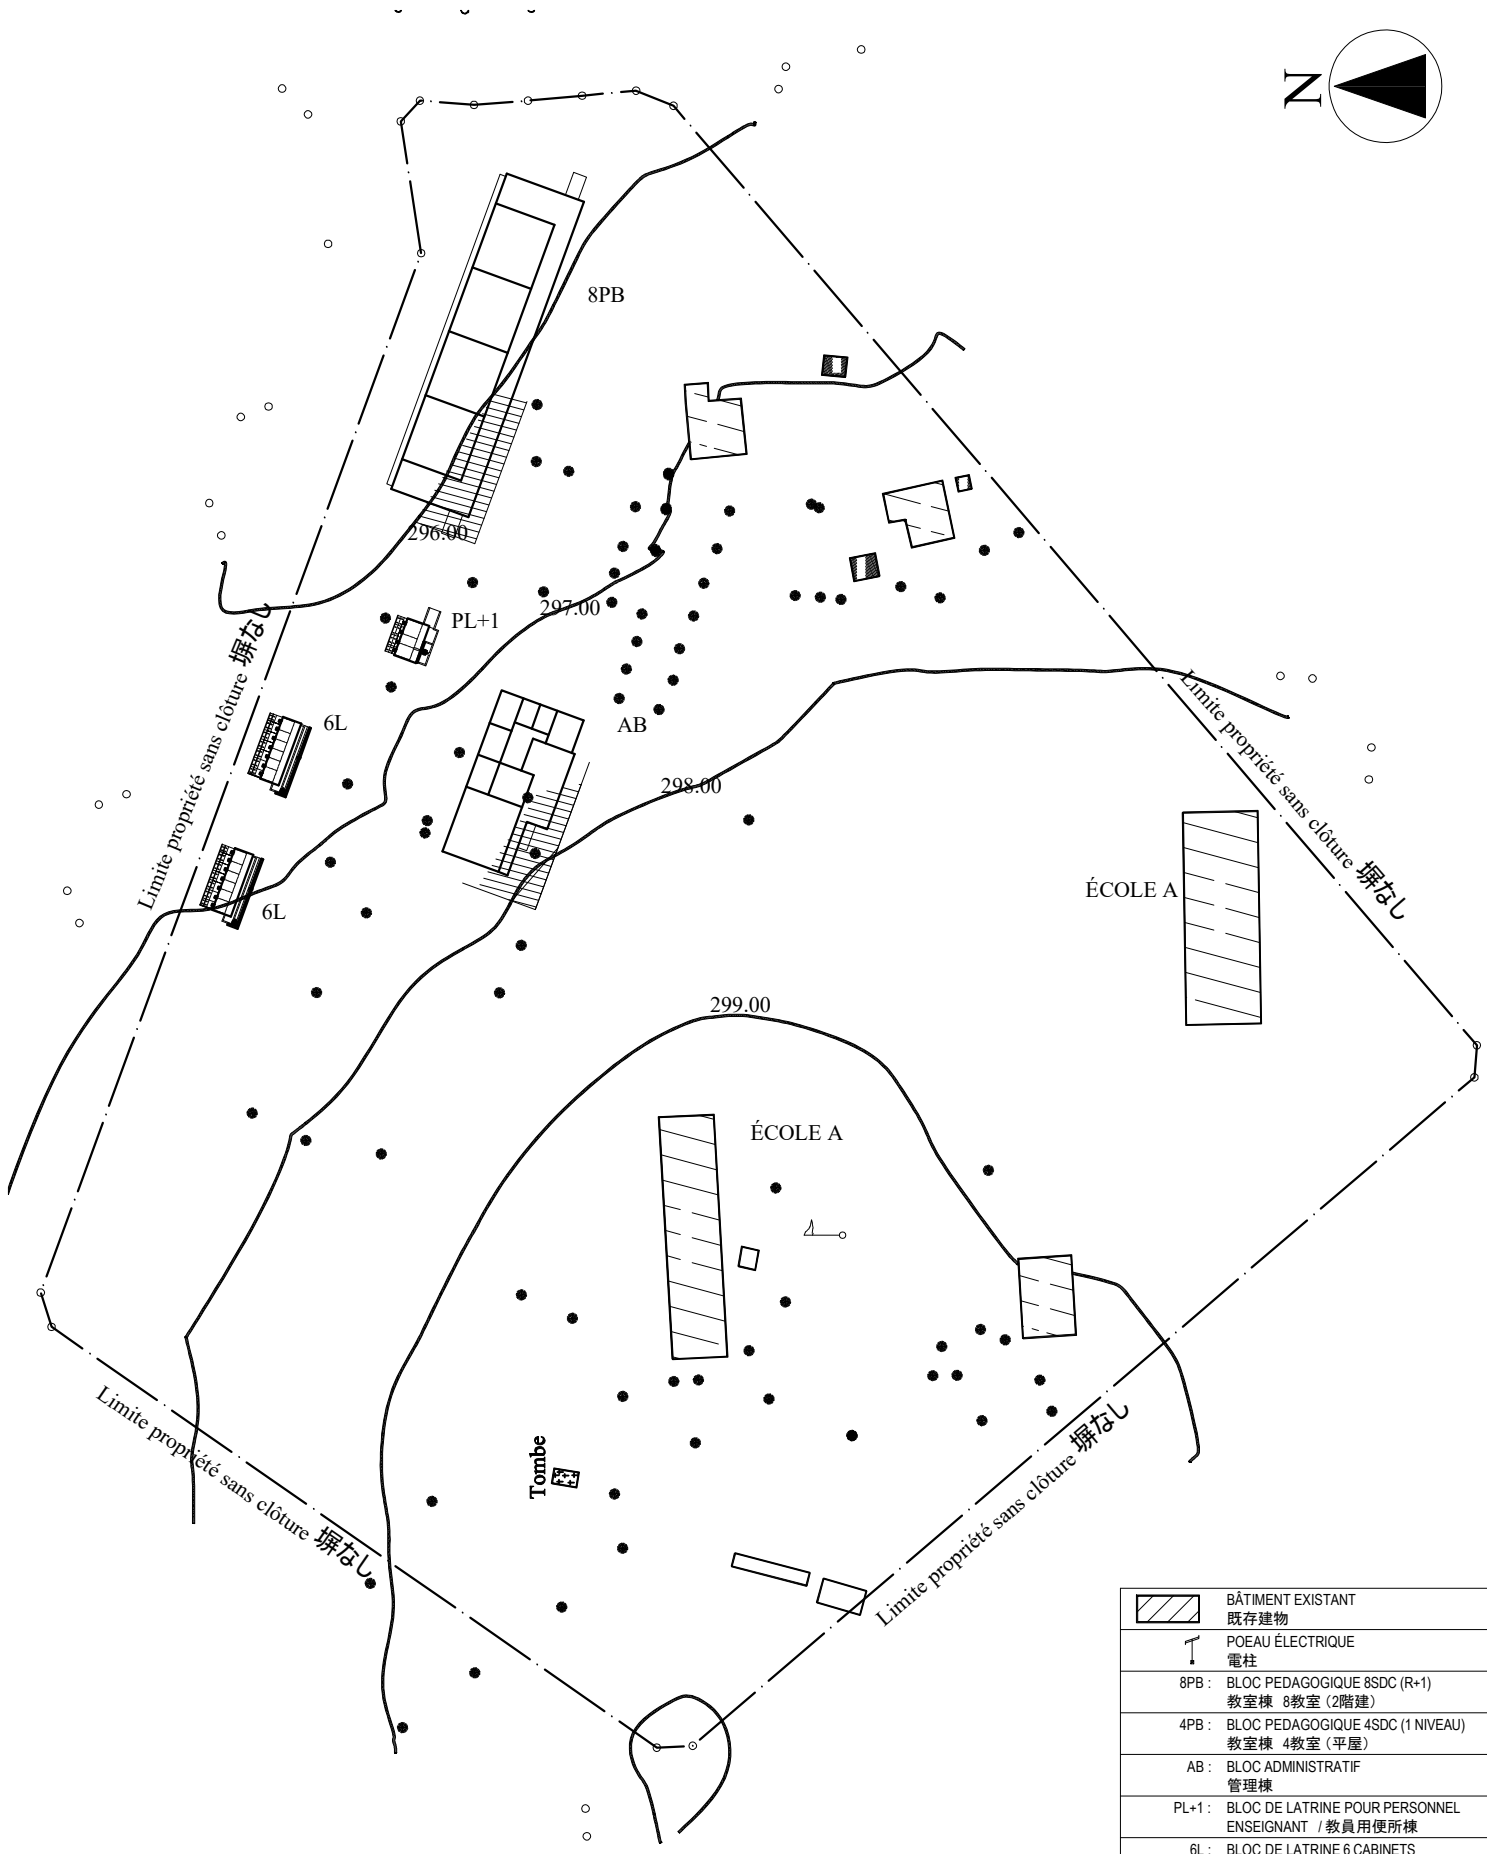 N
8PB
296.00
297.00
PL+1
Limite propriété sans clôture 塀なし
6L
AB
298.00
Limite propriété sans clôture 塀なし
6L
ÉCOLE A
299.00
ÉCOLE A
Limite propriété sans clôture 塀なし
Tombe
Limite propriété sans clôture 塀なし
BÂTIMENT EXISTANT
既存建物
POEAU ÉLECTRIQUE
電柱
8PB : BLOC PEDAGOGIQUE 8SDC (R+1)
教室棟 8教室（2階建）
4PB : BLOC PEDAGOGIQUE 4SDC (1 NIVEAU)
教室棟 4教室（平屋）
AB : BLOC ADMINISTRATIF
管理棟
PL+1 : BLOC DE LATRINE POUR PERSONNEL
ENSEIGNANT / 教員用便所棟
6L : BLOC DE LATRINE 6 CABINETS